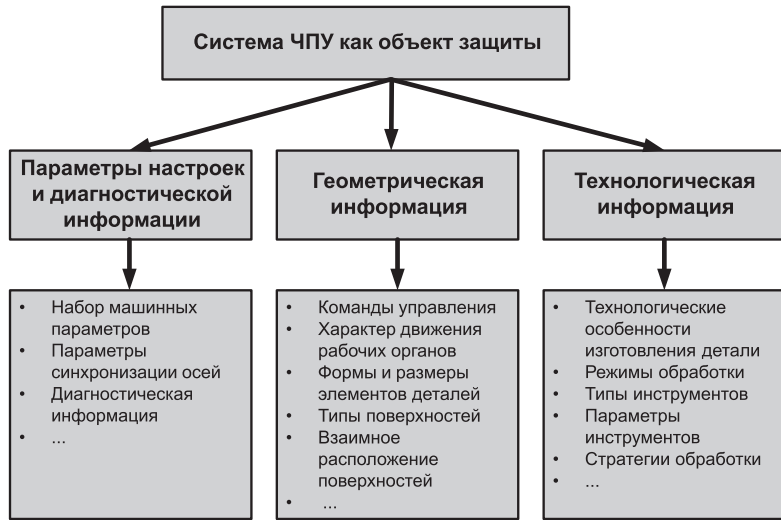 Система ЧПУ как объект защиты
Параметры настроек
и диагностической
информации
Геометрическая
информация
Технологическая
информация
• Набор машинных
параметров
• Параметры
синхронизации осей
• Диагностическая
информация
• ...
• Команды управления
• Характер движения
рабочих органов
• Формы и размеры
элементов деталей
• Типы поверхностей
• Взаимное
расположение
поверхностей
• ...
• Технологические
особенности
изготовления детали
• Режимы обработки
• Типы инструментов
• Параметры
инструментов
• Стратегии обработки
• ...